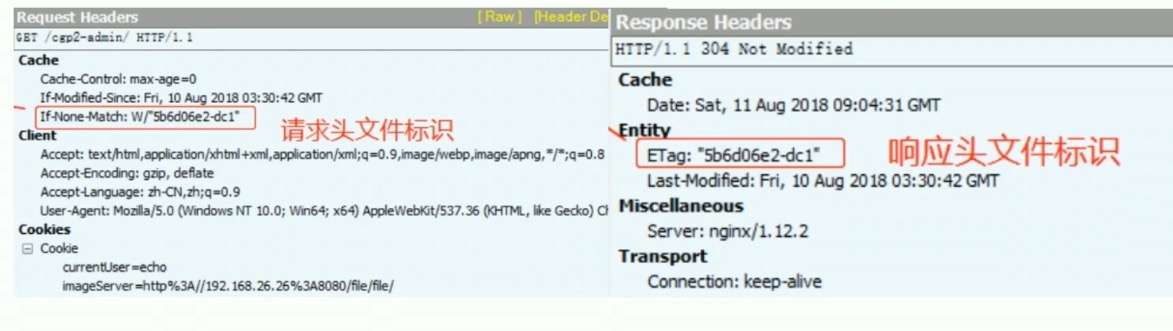 Request Headers
[ Raw ] [Header De
GET /cgp2-admin/ HTTP/1.1
Cache
Cache-Control: max-age=0
If-Modified-Since: Fri, 10 Aug 2018 03:30:42 GMT
If-None-Match: W/"5b6d06e2-dc1"
请求头文件标识
Client
Accept: text/html,application/xhtml+xml,application/xml;q=0.9,image/webp,image/apng,*/*;q=0.8
Accept-Encoding: gzip, deflate
Accept-Language: zh-CN,zh;q=0.9
User-Agent: Mozilla/5.0 (Windows NT 10.0; Win64; x64) AppleWebKit/537.36 (KHTML, like Gecko) Ch
Cookies
Cookie
currentUser=echo
imageServer=http%3A//192.168.26.26%3A8080/file/file/
Response Headers
HTTP/1.1 304 Not Modified
Cache
Date: Sat, 11 Aug 2018 09:04:31 GMT
Entity
ETag: "5b6d06e2-dc1"
响应头文件标识
Last-Modified: Fri, 10 Aug 2018 03:30:42 GMT
Miscellaneous
Server: nginx/1.12.2
Transport
Connection: keep-alive